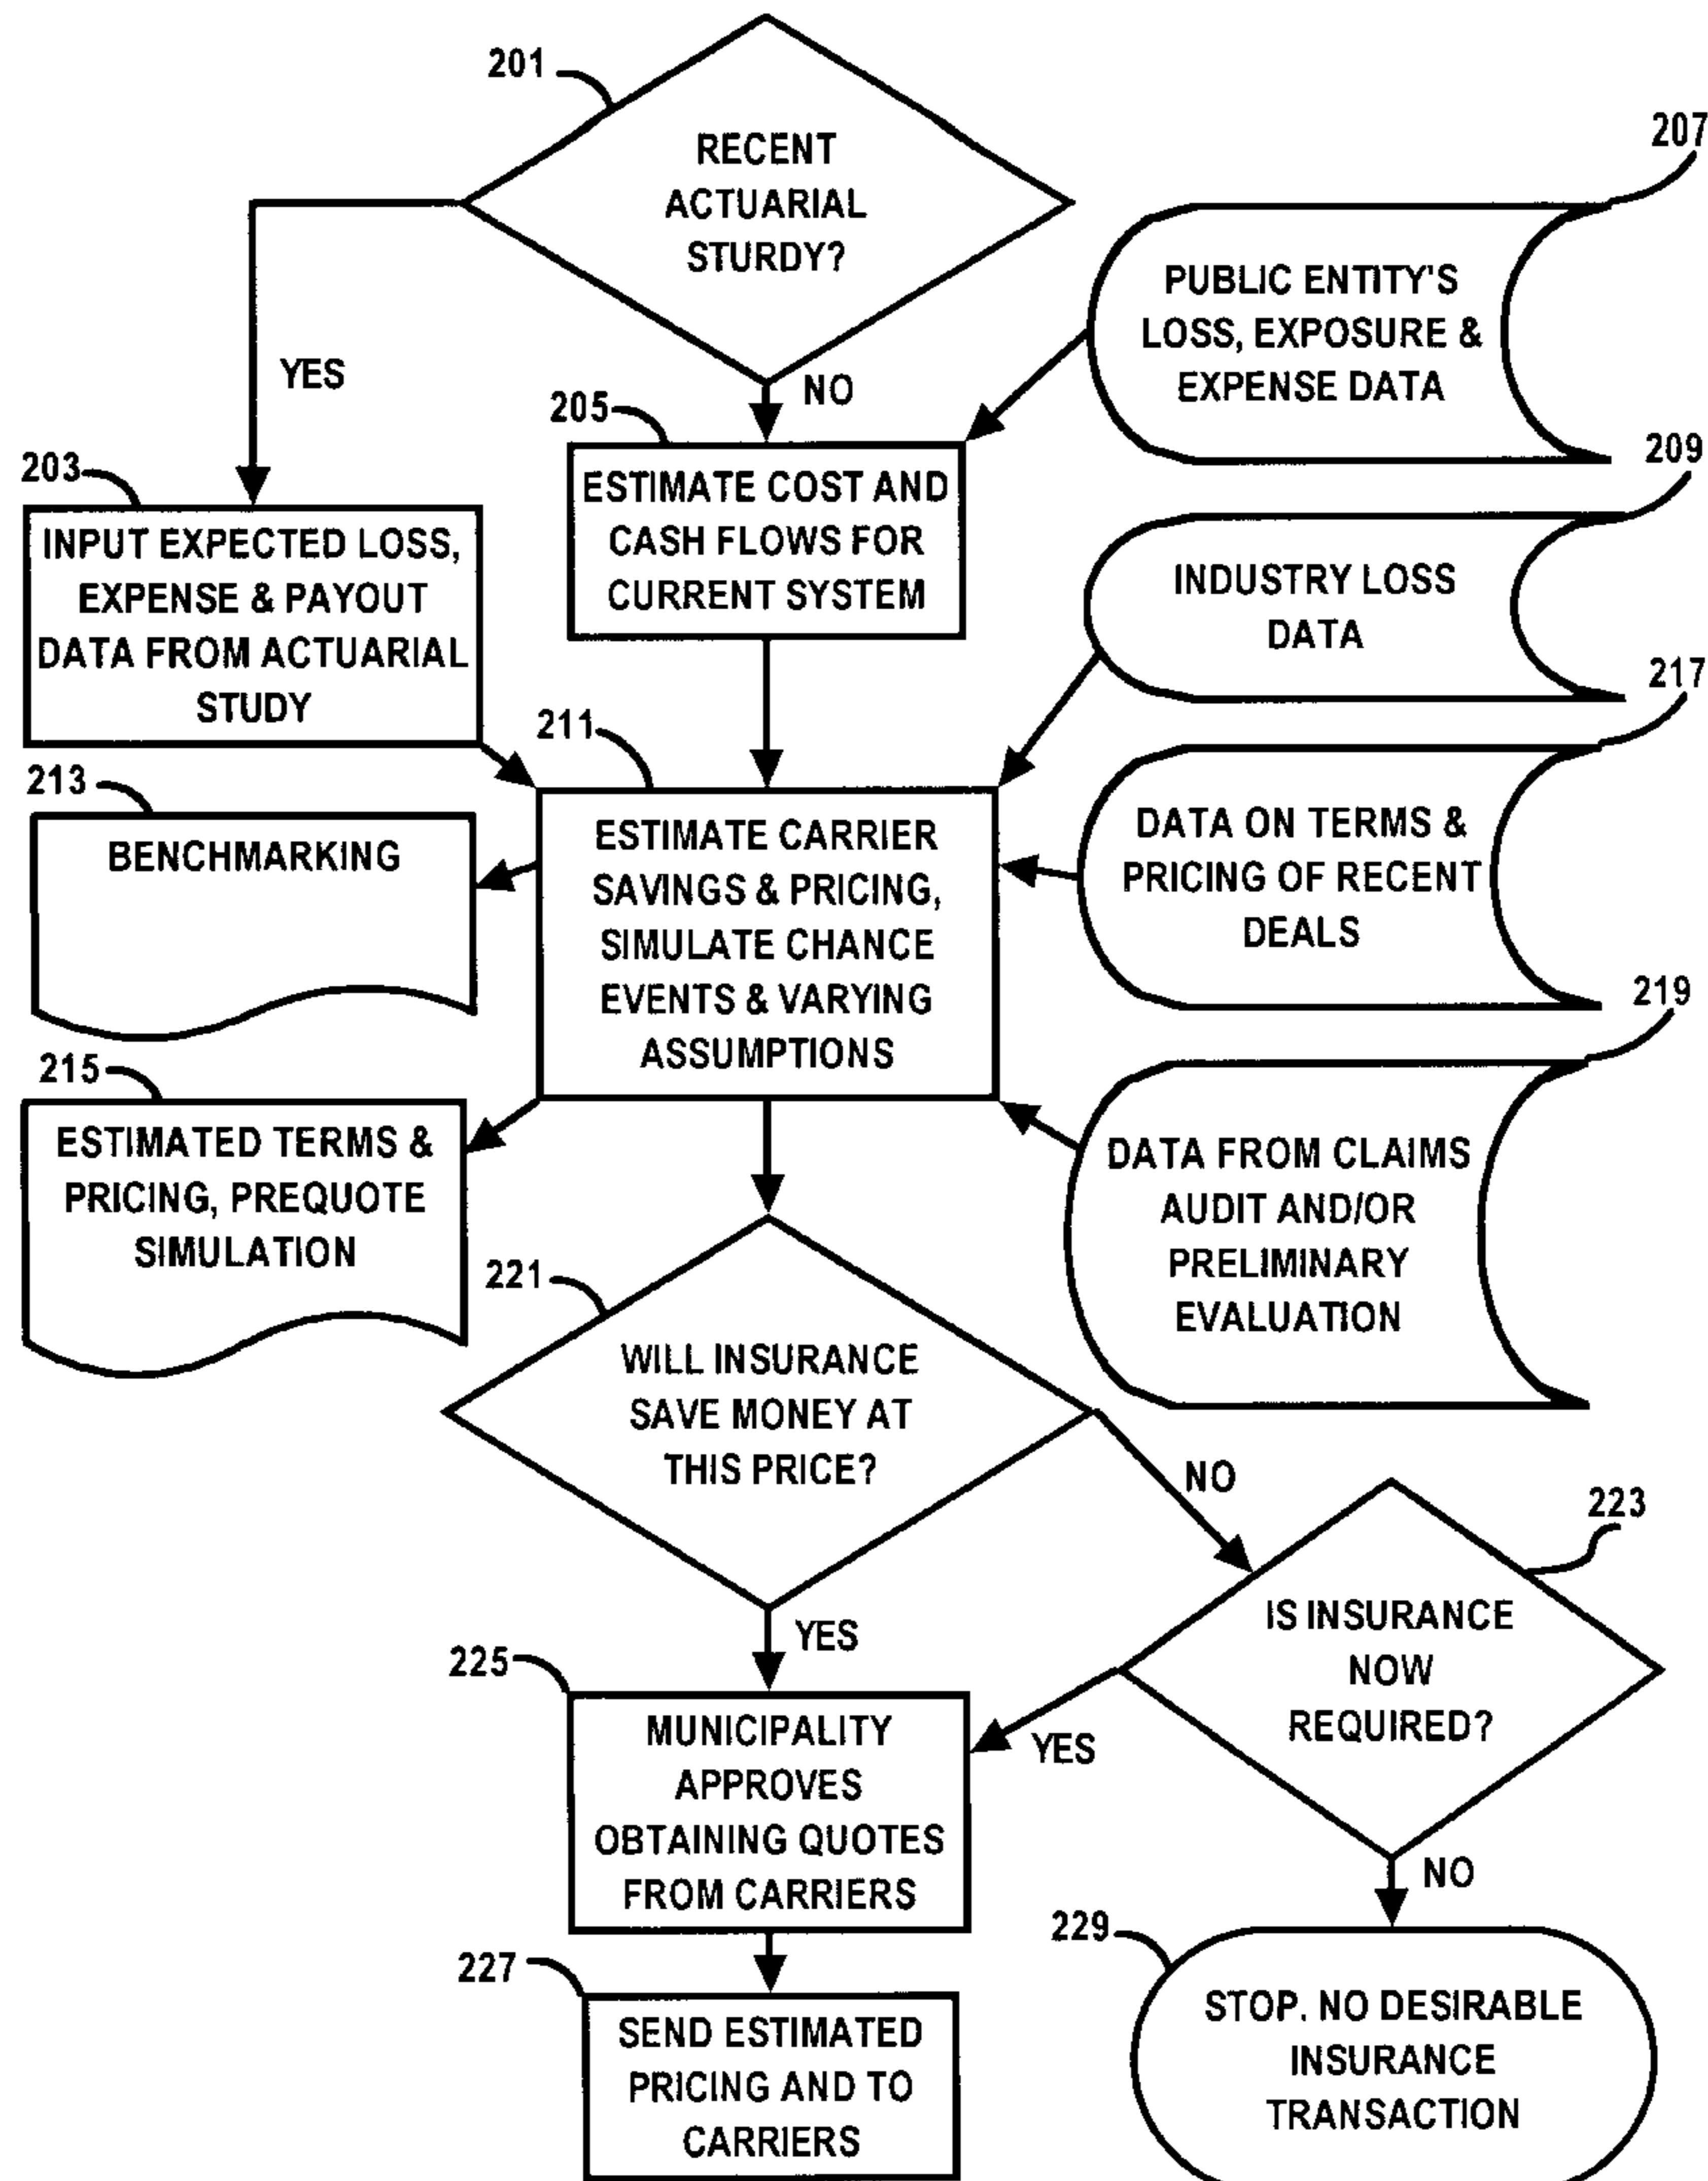 201
RECENT
ACTUARIAL
STURDY?
207
PUBLIC ENTITY'S
LOSS, EXPOSURE &
EXPENSE DATA
YES
NO
205
ESTIMATE COST AND
CASH FLOWS FOR
CURRENT SYSTEM
203
INPUT EXPECTED LOSS,
EXPENSE & PAYOUT
DATA FROM ACTUARIAL
STUDY
209
INDUSTRY LOSS
DATA
211
ESTIMATE CARRIER
SAVINGS & PRICING,
SIMULATE CHANCE
EVENTS & VARYING
ASSUMPTIONS
213
BENCHMARKING
217
DATA ON TERMS &
PRICING OF RECENT
DEALS
215
ESTIMATED TERMS &
PRICING, PREQUOTE
SIMULATION
219
DATA FROM CLAIMS
AUDIT AND/OR
PRELIMINARY
EVALUATION
221
WILL INSURANCE
SAVE MONEY AT
THIS PRICE?
NO
223
IS INSURANCE
NOW
REQUIRED?
YES
225
MUNICIPALITY
APPROVES
OBTAINING QUOTES
FROM CARRIERS
YES
NO
227
SEND ESTIMATED
PRICING AND TO
CARRIERS
229
STOP. NO DESIRABLE
INSURANCE
TRANSACTION